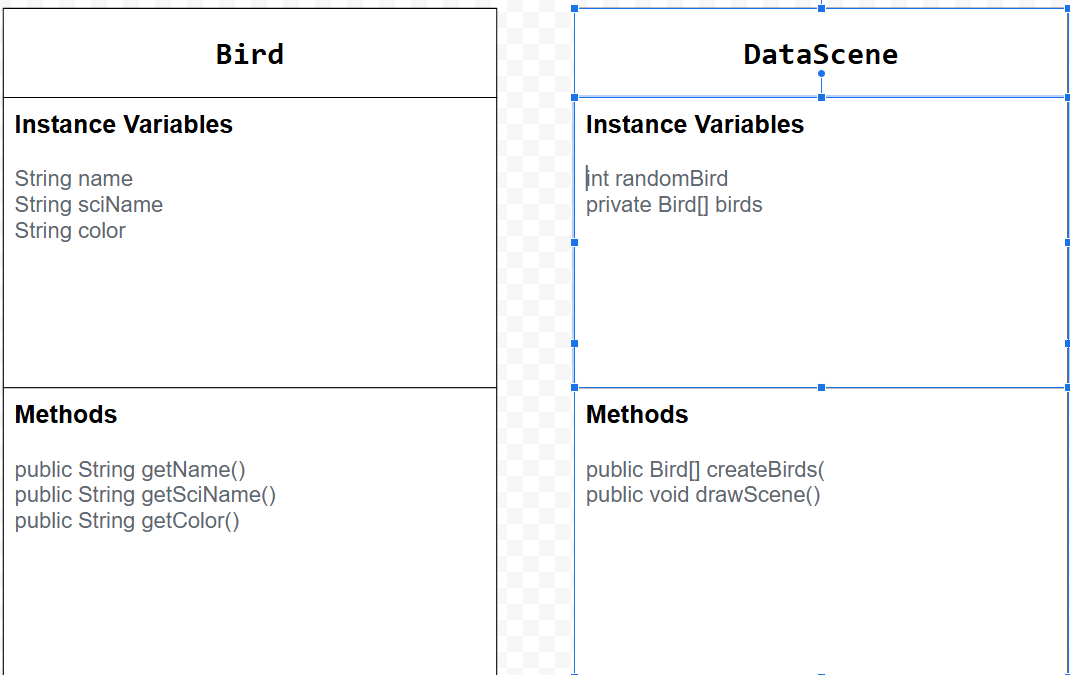 Bird
Instance Variables
String name
String sciName
String color
Methods
public String getName()
public String getSciName()
public String getColor()
DataScene
Instance Variables
int randomBird
private Bird[] birds
Methods
public Bird[] createBirds(
public void drawScene()